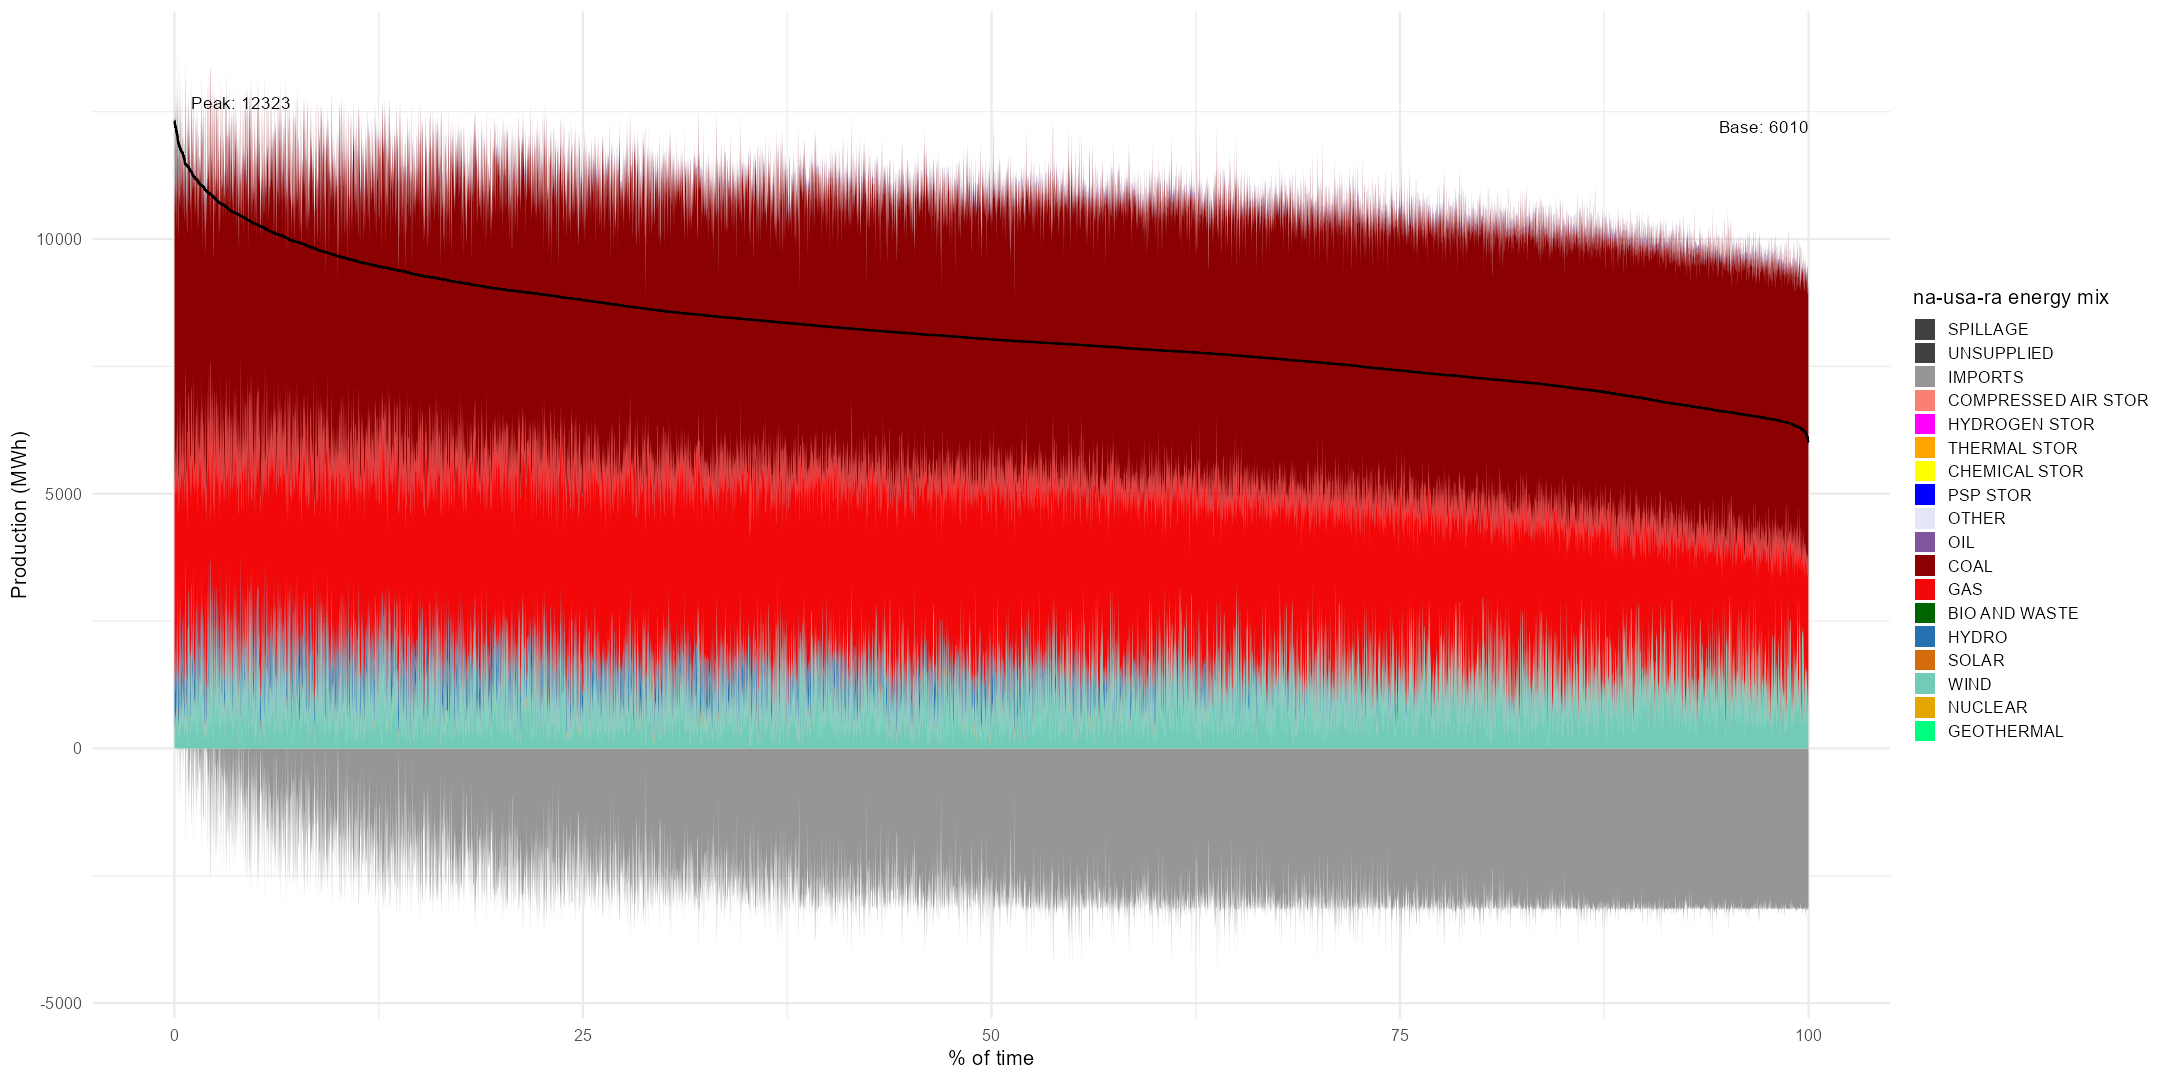 Peak: 12323
Base: 6010
10000
5000
0
-5000
Production (MWh)
0 25 50 75 100
% of time
na-usa-ra energy mix
SPILLAGE
UNSUPPLIED
IMPORTS
COMPRESSED AIR STOR
HYDROGEN STOR
THERMAL STOR
CHEMICAL STOR
PSP STOR
OTHER
OIL
COAL
GAS
BIO AND WASTE
HYDRO
SOLAR
WIND
NUCLEAR
GEOTHERMAL